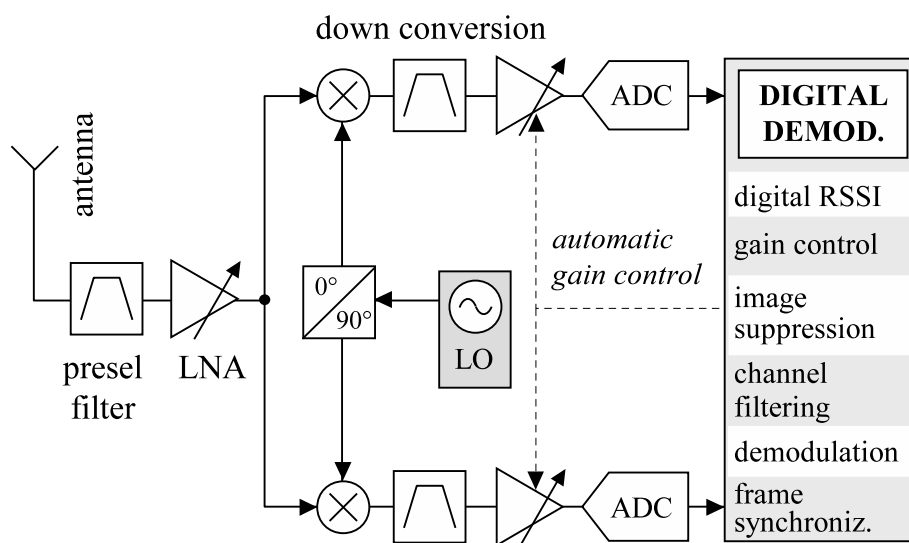 down conversion
ADC
DIGITAL
DEMOD.
antenna
digital RSSI
automatic
gain control
gain control
0°
90°
image
suppression
LO
presel
filter
LNA
channel
filtering
demodulation
ADC
frame
synchroniz.